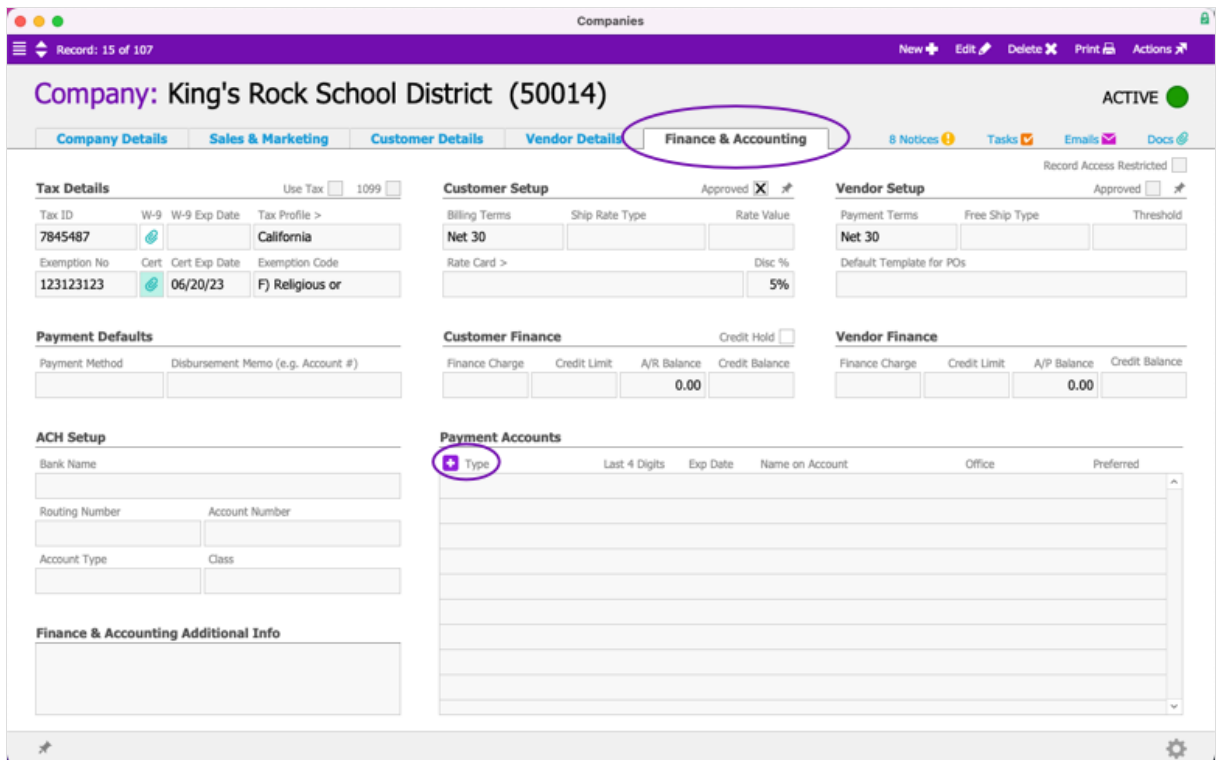 Companies
Record: 15 of 107 New Edit Delete Print Actions
Company: King's Rock School District (50014) ACTIVE
Company Details Sales & Marketing Customer Details Vendor Details Finance & Accounting 8 Notices Tasks Emails Docs
Record Access Restricted
Tax Details Use Tax 1099 Customer Setup Approved X Vendor Setup Approved
Tax ID W-9 W-9 Exp Date Tax Profile > Billing Terms Ship Rate Type Rate Value Payment Terms Free Ship Type Threshold
7845487 California Net 30 Net 30
Exemption No Cert Cert Exp Date Exemption Code Rate Card > Disc % Default Template for POs
123123123 06/20/23 F) Religious or 5%
Payment Defaults Customer Finance Credit Hold Vendor Finance
Payment Method Disbursement Memo (e.g. Account #) Finance Charge Credit Limit A/R Balance Credit Balance Finance Charge Credit Limit A/P Balance Credit Balance
0.00 0.00
ACH Setup Payment Accounts
Bank Name Type Last 4 Digits Exp Date Name on Account Office Preferred
Routing Number Account Number
Account Type Class
Finance & Accounting Additional Info